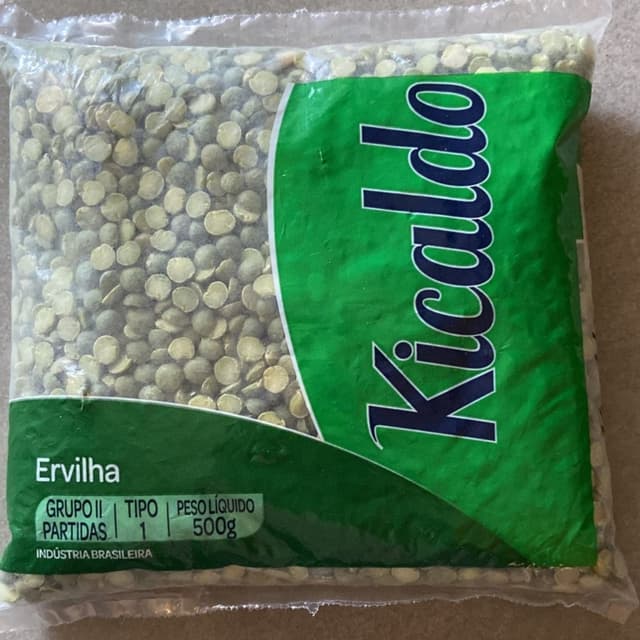 Kicaldo
Ervilha
GRUPO II PARTIDAS
TIPO 1
PESO LÍQUIDO 500g
INDÚSTRIA BRASILEIRA